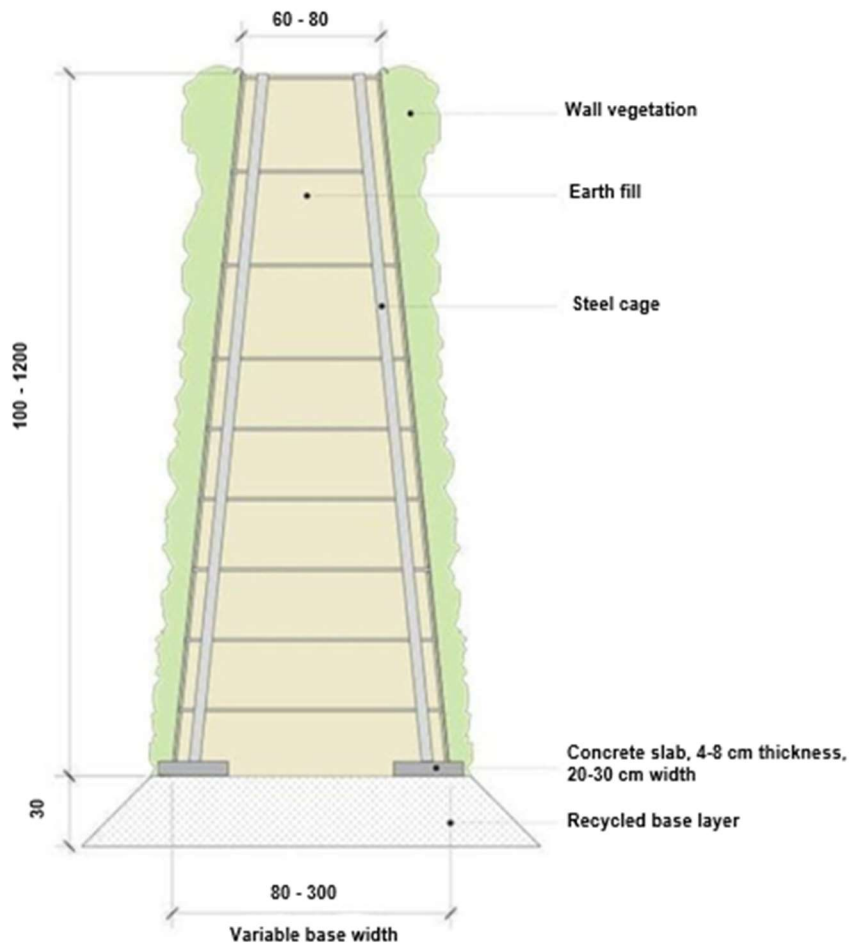 60 - 80
Wall vegetation
Earth fill
Steel cage
100 - 1200
Concrete slab, 4-8 cm thickness,
20-30 cm width
30
Recycled base layer
80 - 300
Variable base width